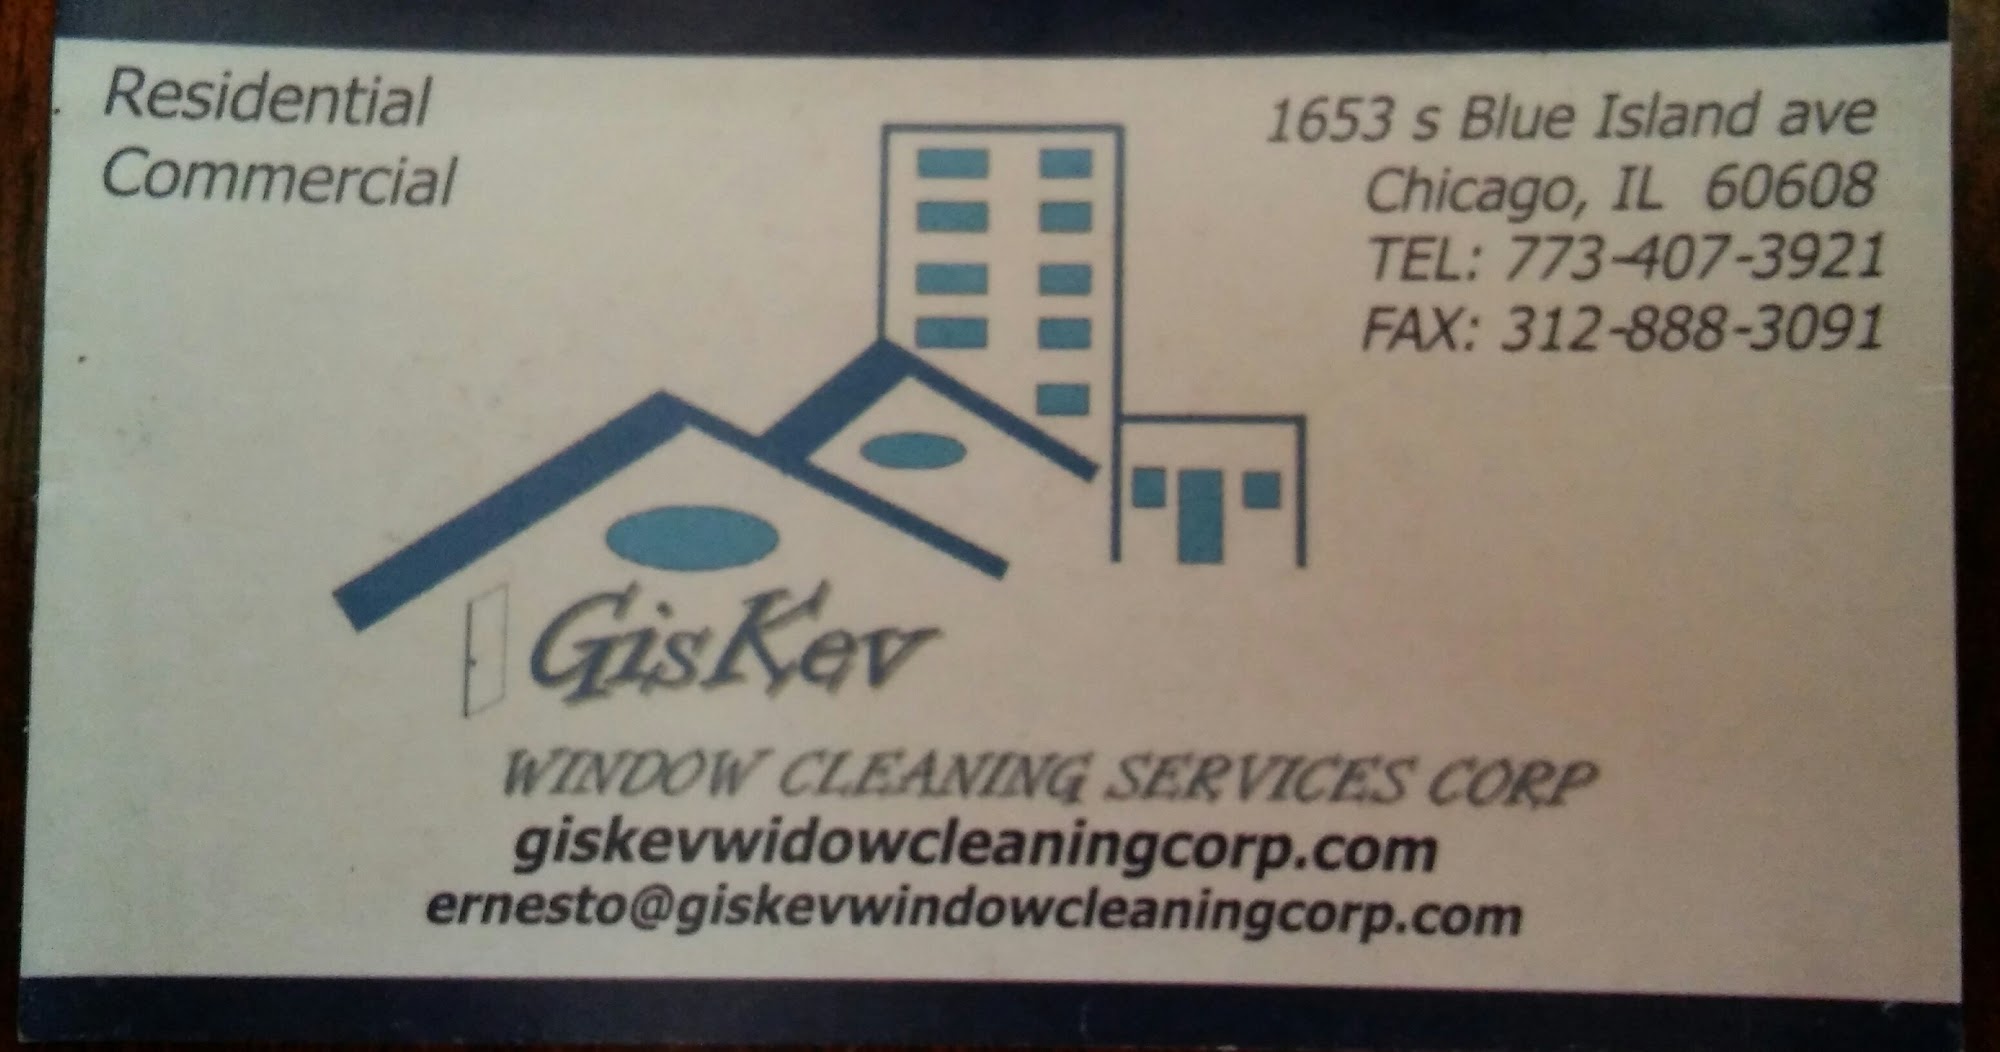 Residential
Commercial
1653 s Blue Island ave
Chicago, IL 60608
TEL: 773-407-3921
FAX: 312-888-3091
GisKev
WINDOW CLEANING SERVICES CORP
giskevwidowcleaningcorp.com
ernesto@giskevwindowcleaningcorp.com